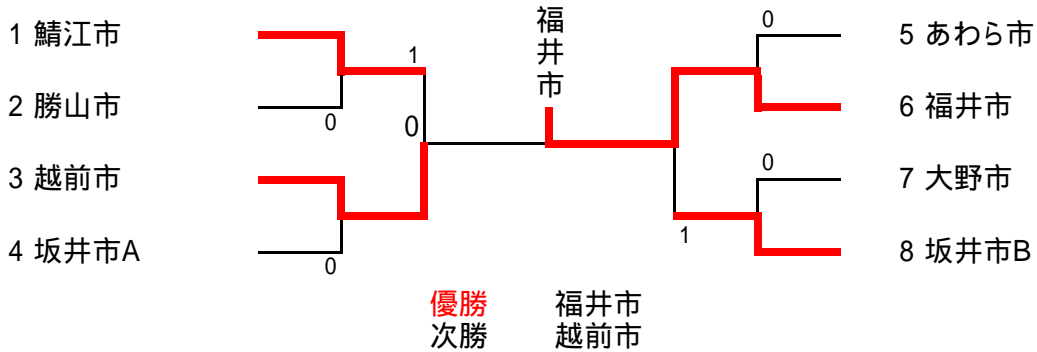 1 鯖江市
2 勝山市
3 越前市
4 坂井市A
1
0
0
0
福井市
0
0
1
5 あわら市
6 福井市
7 大野市
8 坂井市B
優勝 福井市
次勝 越前市